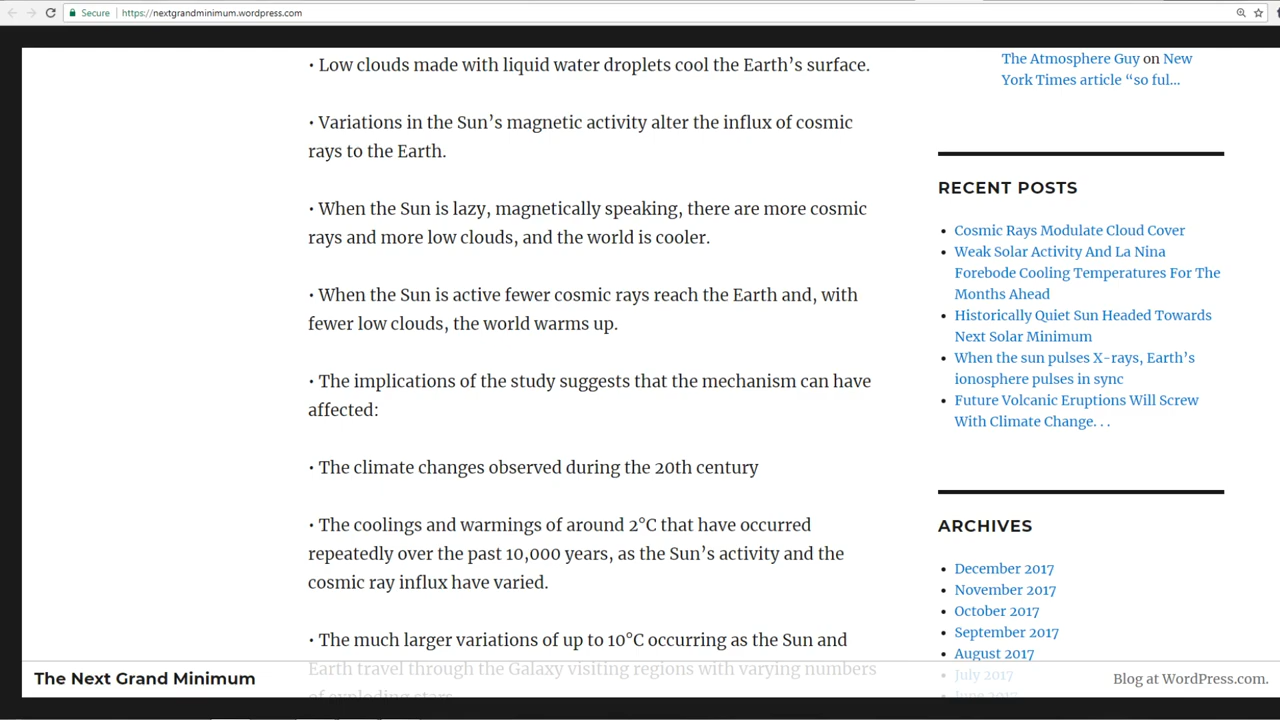 Secure
https://nextgrandminimum.wordpress.com
• Low clouds made with liquid water droplets cool the Earth’s surface.
• Variations in the Sun’s magnetic activity alter the influx of cosmic
rays to the Earth.
• When the Sun is lazy, magnetically speaking, there are more cosmic
rays and more low clouds, and the world is cooler.
• When the Sun is active fewer cosmic rays reach the Earth and, with
fewer low clouds, the world warms up.
• The implications of the study suggests that the mechanism can have
affected:
• The climate changes observed during the 20th century
• The coolings and warmings of around 2°C that have occurred
repeatedly over the past 10,000 years, as the Sun’s activity and the
cosmic ray influx have varied.
• The much larger variations of up to 10°C occurring as the Sun and
Earth travel through the Galaxy visiting regions with varying numbers
of exploding stars.
The Atmosphere Guy on New
York Times article “so ful...
RECENT POSTS
• Cosmic Rays Modulate Cloud Cover
• Weak Solar Activity And La Nina
Forebode Cooling Temperatures For The
Months Ahead
• Historically Quiet Sun Headed Towards
Next Solar Minimum
• When the sun pulses X-rays, Earth’s
ionosphere pulses in sync
• Future Volcanic Eruptions Will Screw
With Climate Change. . .
ARCHIVES
• December 2017
• November 2017
• October 2017
• September 2017
• August 2017
• July 2017
• June 2017
The Next Grand Minimum
Blog at WordPress.com.